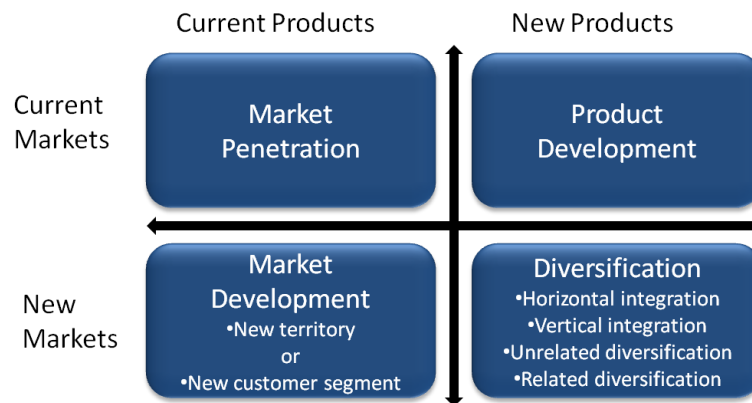 Current Products
New Products
Current
Markets
Market
Penetration
Product
Development
New
Markets
Market
Development
•New territory
or
•New customer segment
Diversification
•Horizontal integration
•Vertical integration
•Unrelated diversification
•Related diversification